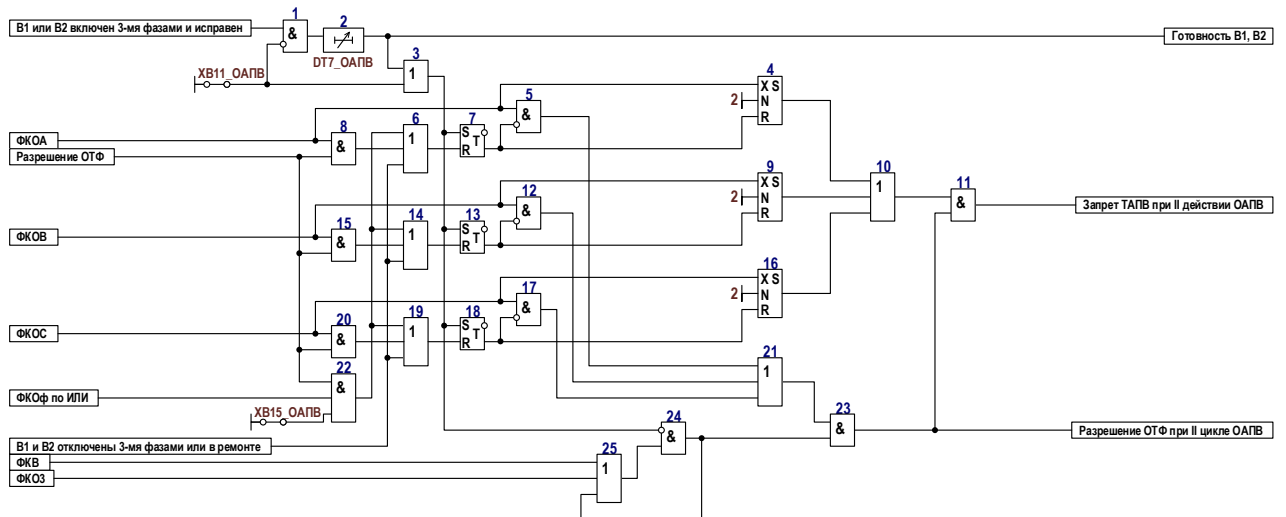 В1 или В2 включен 3-мя фазами и исправен
1
&
2
DT7_ОАПВ
Готовность В1, В2
XB11_ОАПВ
3
1
4
X S
N
R
2
5
&
6
1
7
S
T
R
8
&
ФКОА
Разрешение ОТФ
9
X S
N
R
2
10
1
11
&
Запрет ТАПВ при II действии ОАПВ
12
&
13
S
T
R
14
1
15
&
ФКОВ
16
X S
N
R
2
17
&
18
S
T
R
19
1
20
&
ФКОС
21
1
22
&
ФКОф по ИЛИ
XB15_ОАПВ
23
&
Разрешение ОТФ при II цикле ОАПВ
24
&
В1 и В2 отключены 3-мя фазами или в ремонте
25
1
ФКВ
ФКОЗ